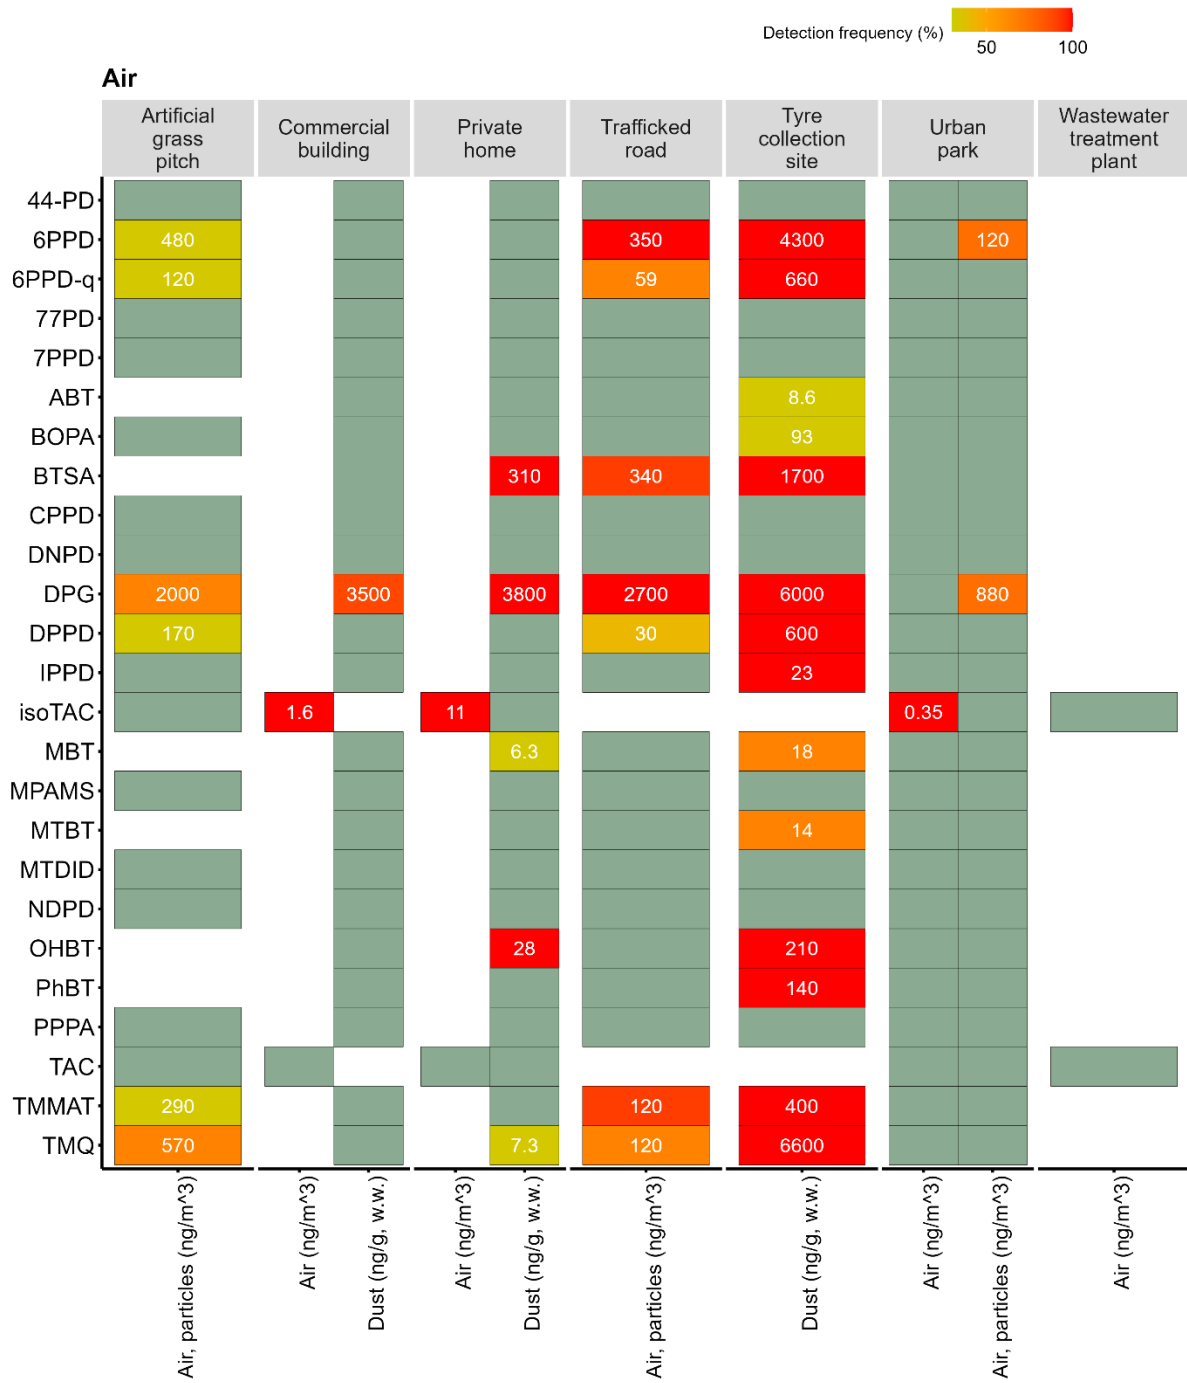 Detection frequency (%)
50 100
Air
Artificial
grass
pitch
Commercial
building
Private
home
Trafficked
road
Tyre
collection
site
Urban
park
Wastewater
treatment
plant
44-PD
6PPD 480 350 4300 120
6PPD-q 120 59 660
77PD
7PPD
ABT 8.6
BOPA 93
BTSA 310 340 1700
CPPD
DNPD
DPG 2000 3500 3800 2700 6000 880
DPPD 170 30 600
IPPD 23
isoTAC 1.6 11 0.35
MBT 6.3 18
MPAMS
MTBT 14
MTDID
NDPD
OHBT 28 210
PhBT 140
PPPA
TAC
TMMAT 290 120 400
TMQ 570 7.3 120 6600
Air, particles (ng/m^3)
Air (ng/m^3)
Dust (ng/g, w.w.)
Air (ng/m^3)
Dust (ng/g, w.w.)
Air, particles (ng/m^3)
Dust (ng/g, w.w.)
Air (ng/m^3)
Air, particles (ng/m^3)
Air (ng/m^3)